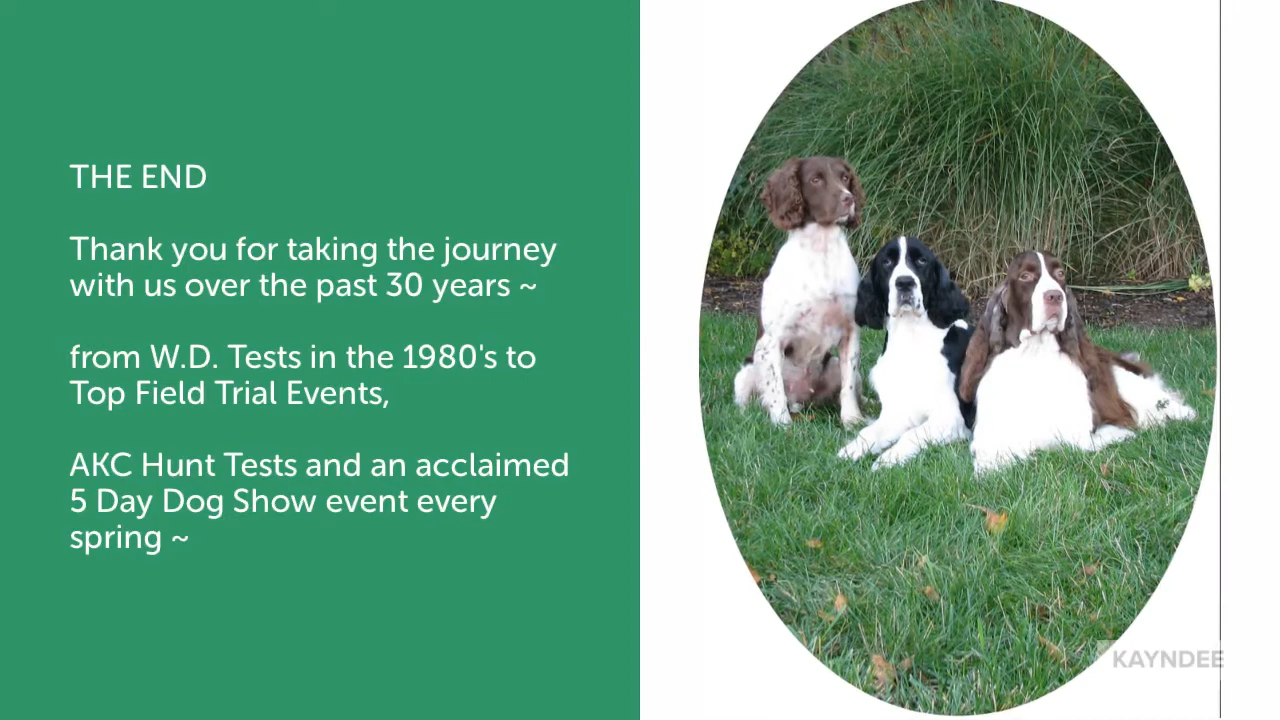 THE END
Thank you for taking the journey
with us over the past 30 years ~
from W.D. Tests in the 1980's to
Top Field Trial Events,
AKC Hunt Tests and an acclaimed
5 Day Dog Show event every
spring ~
KAYNDEE